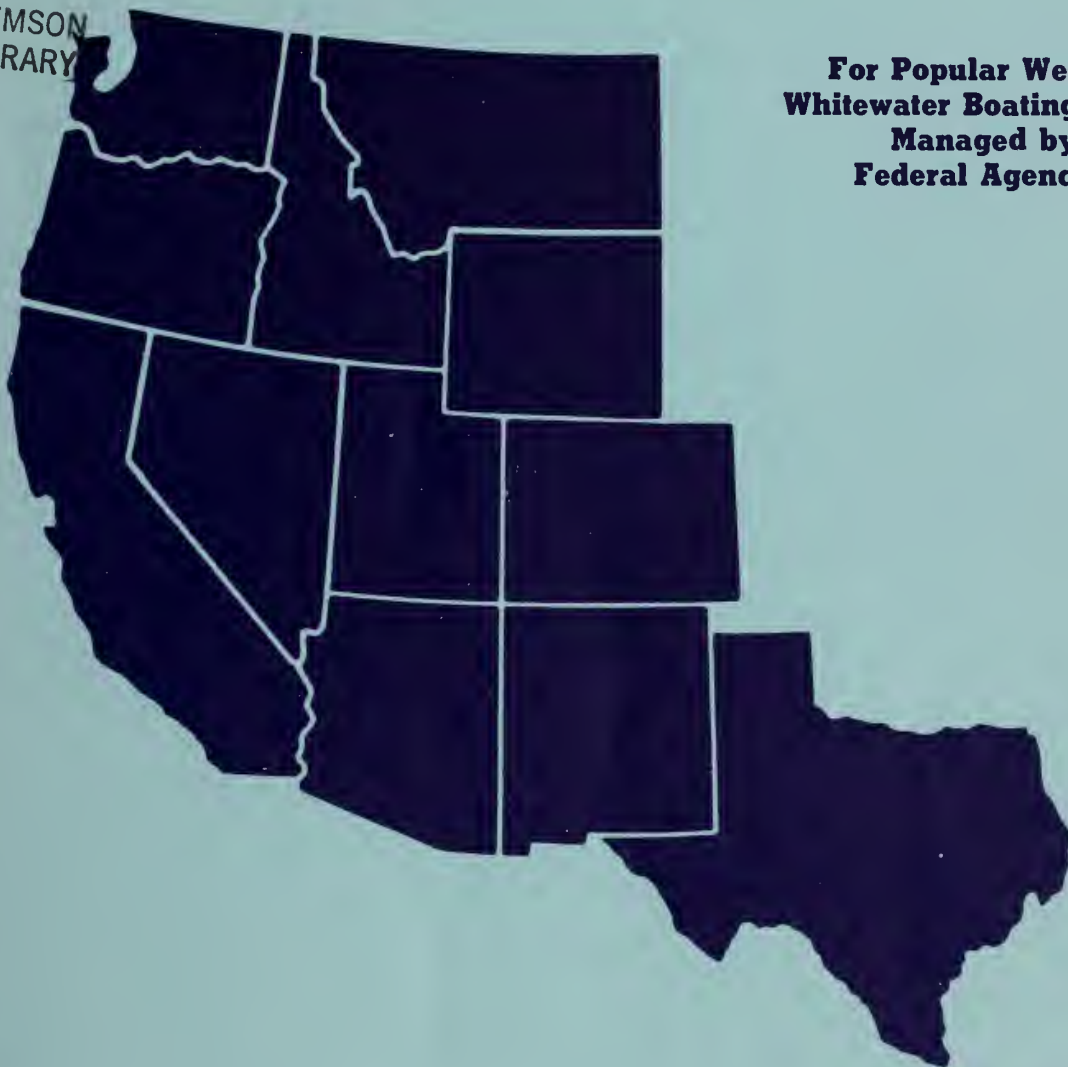 MSON
RARY
For Popular We
Whitewater Boating
Managed by
Federal Agenc